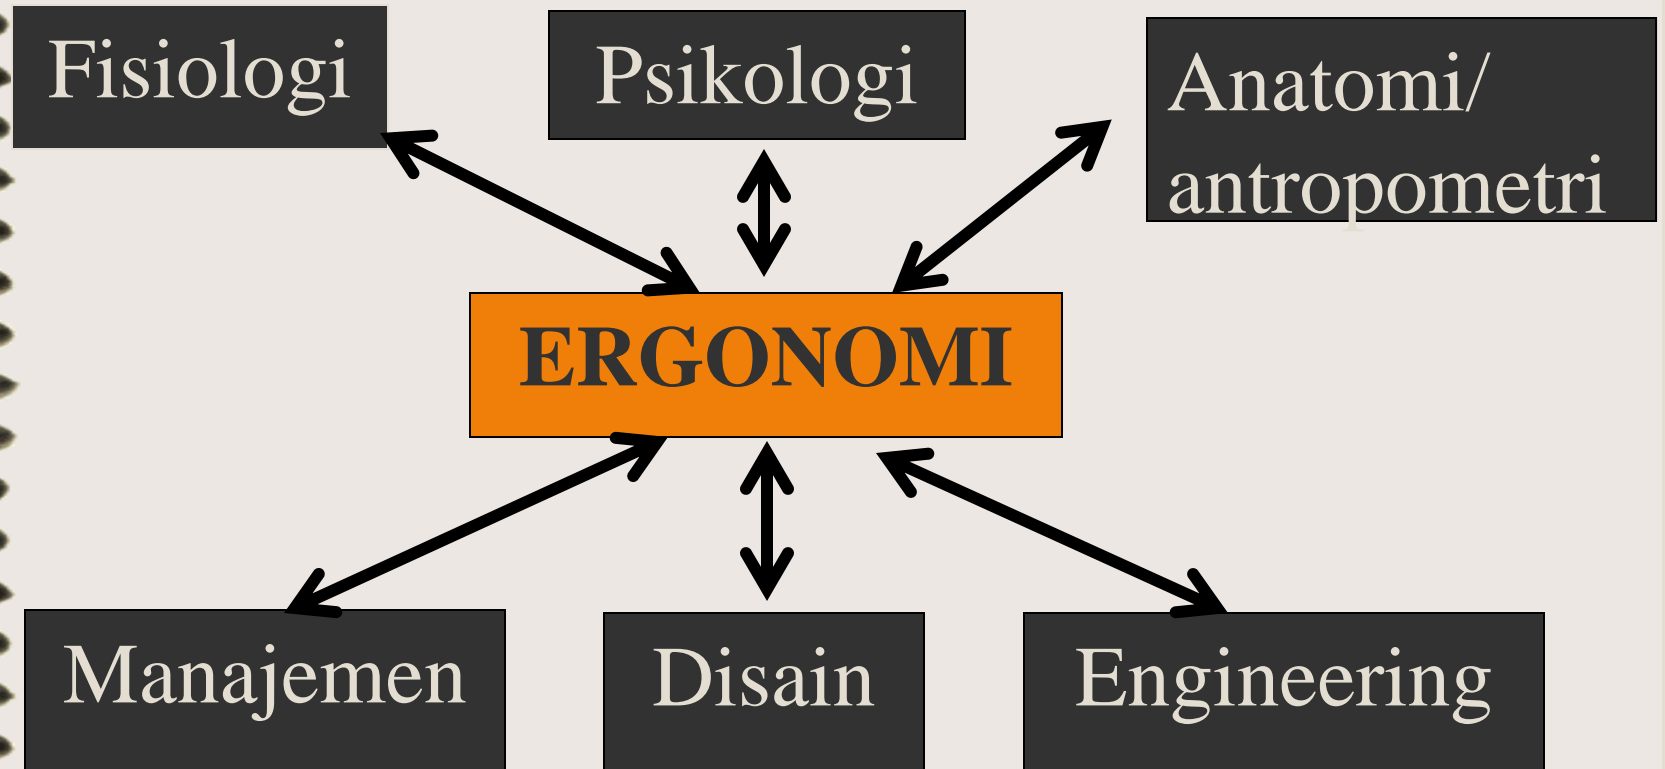 Fisiologi
Psikologi
Anatomi/
antropometri
ERGONOMI
Manajemen
Disain
Engineering